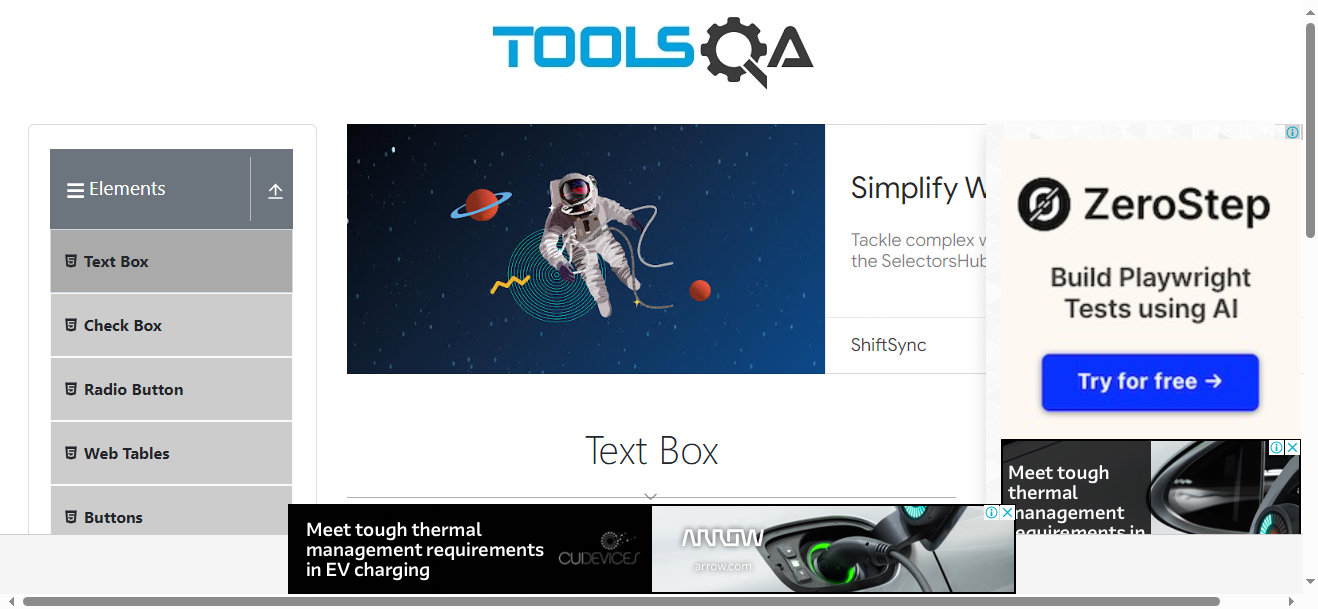 TOOLSQA
Elements
Text Box
Check Box
Radio Button
Web Tables
Buttons
Simplify W
Tackle complex w
the SelectorsHub
ShiftSync
ZeroStep
Build Playwright
Tests using AI
Try for free →
Meet tough
thermal
management
requirements in
Text Box
Meet tough thermal
management requirements
in EV charging
CUI DEVICES
ARROW
arrow.com